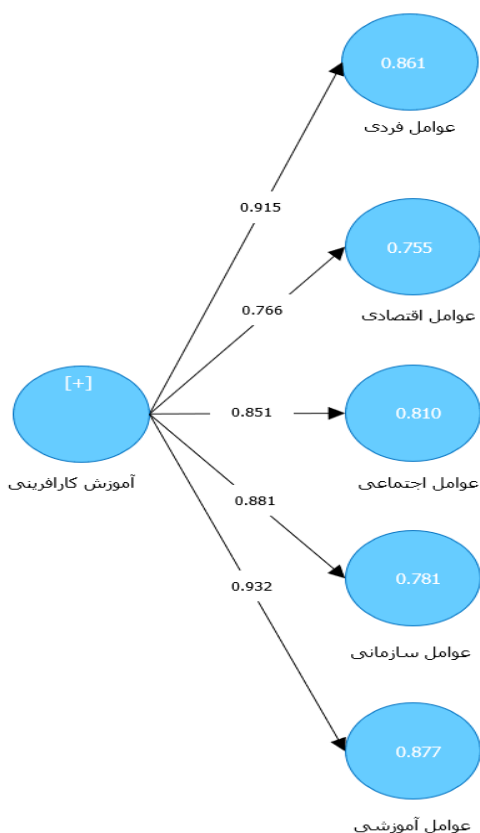 0.861
عوامل فردی
0.915
0.755
عوامل اقتصادی
0.766
[+]
آموزش کارافرینی
0.851
0.810
عوامل اجتماعی
0.881
0.781
عوامل سازمانی
0.932
0.877
عوامل آموزشی